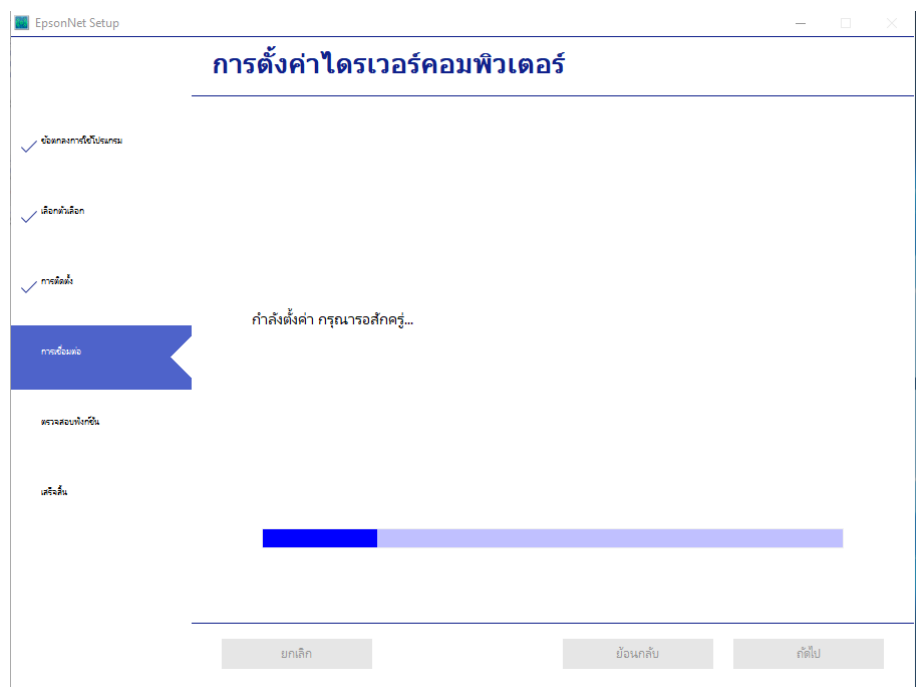 EpsonNet Setup
การตั้งค่าไดรเวอร์คอมพิวเตอร์
ข้อตกลงการใช้โปรแกรม
เลือกตัวเลือก
การติดตั้ง
การเชื่อมต่อ
ตรวจสอบฟังก์ชัน
เสร็จสิ้น
กำลังตั้งค่า กรุณารอสักครู่...
ยกเลิก
ย้อนกลับ
ถัดไป